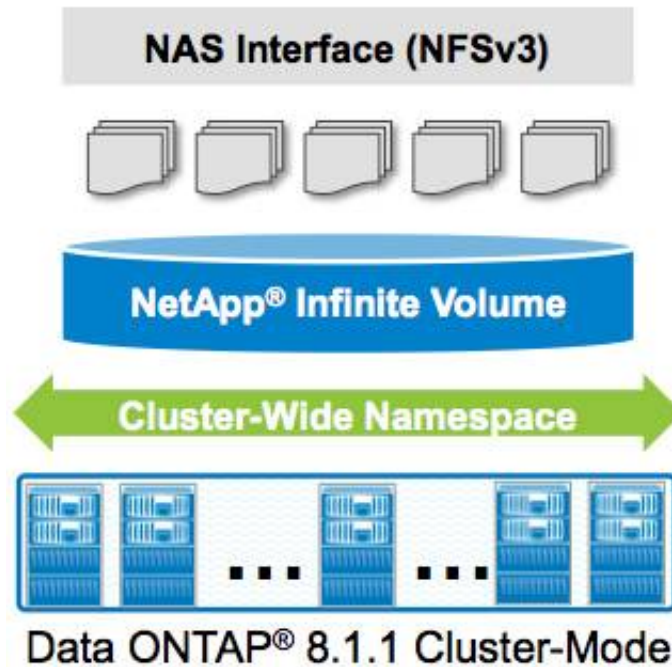 NAS Interface (NFSv3)
NetApp® Infinite Volume
Cluster-Wide Namespace
... ...
Data ONTAP® 8.1.1 Cluster-Mode